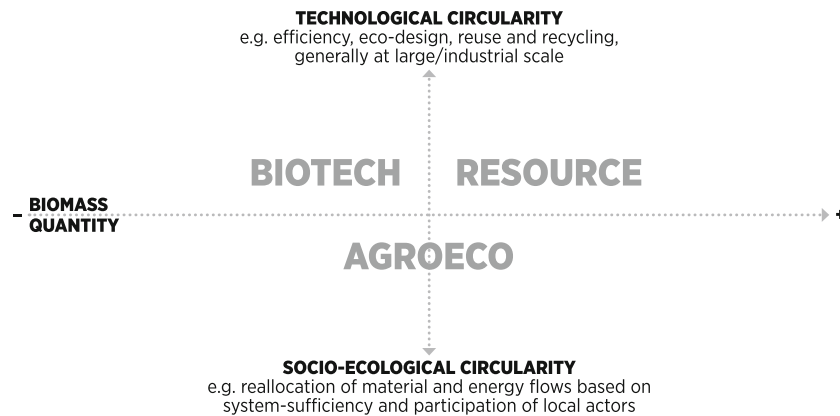 TECHNOLOGICAL CIRCULARITY
e.g. efficiency, eco-design, reuse and recycling,
generally at large/industrial scale
BIOTECH RESOURCE
BIOMASS
– QUANTITY +
AGROECO
SOCIO-ECOLOGICAL CIRCULARITY
e.g. reallocation of material and energy flows based on
system-sufficiency and participation of local actors